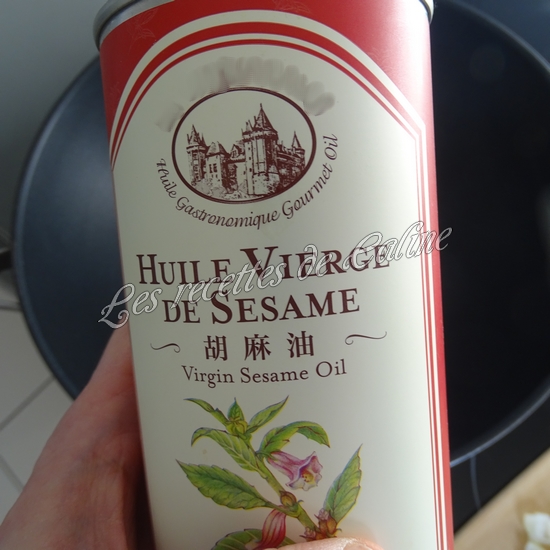 Huile Gastronomique Gourmet Oil
HUILE VIERGE
DE SESAME
Les recettes de Caline
胡麻油
Virgin Sesame Oil